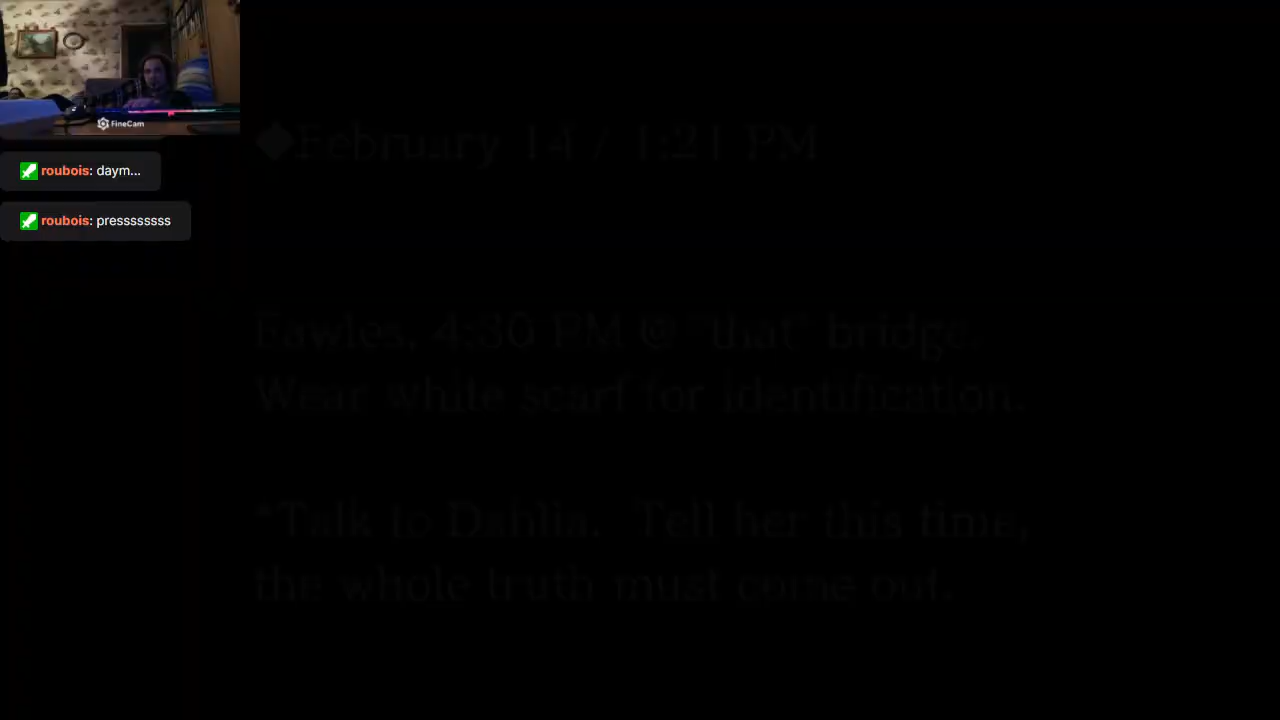 FineCam
◆February 14 / 1:21 PM
roubois: daym...
roubois: presssssssss
Fawles, 4:30 PM @ "that" bridge.
Wear white scarf for identification.
*Talk to Dahlia. Tell her this time,
the whole truth must come out.